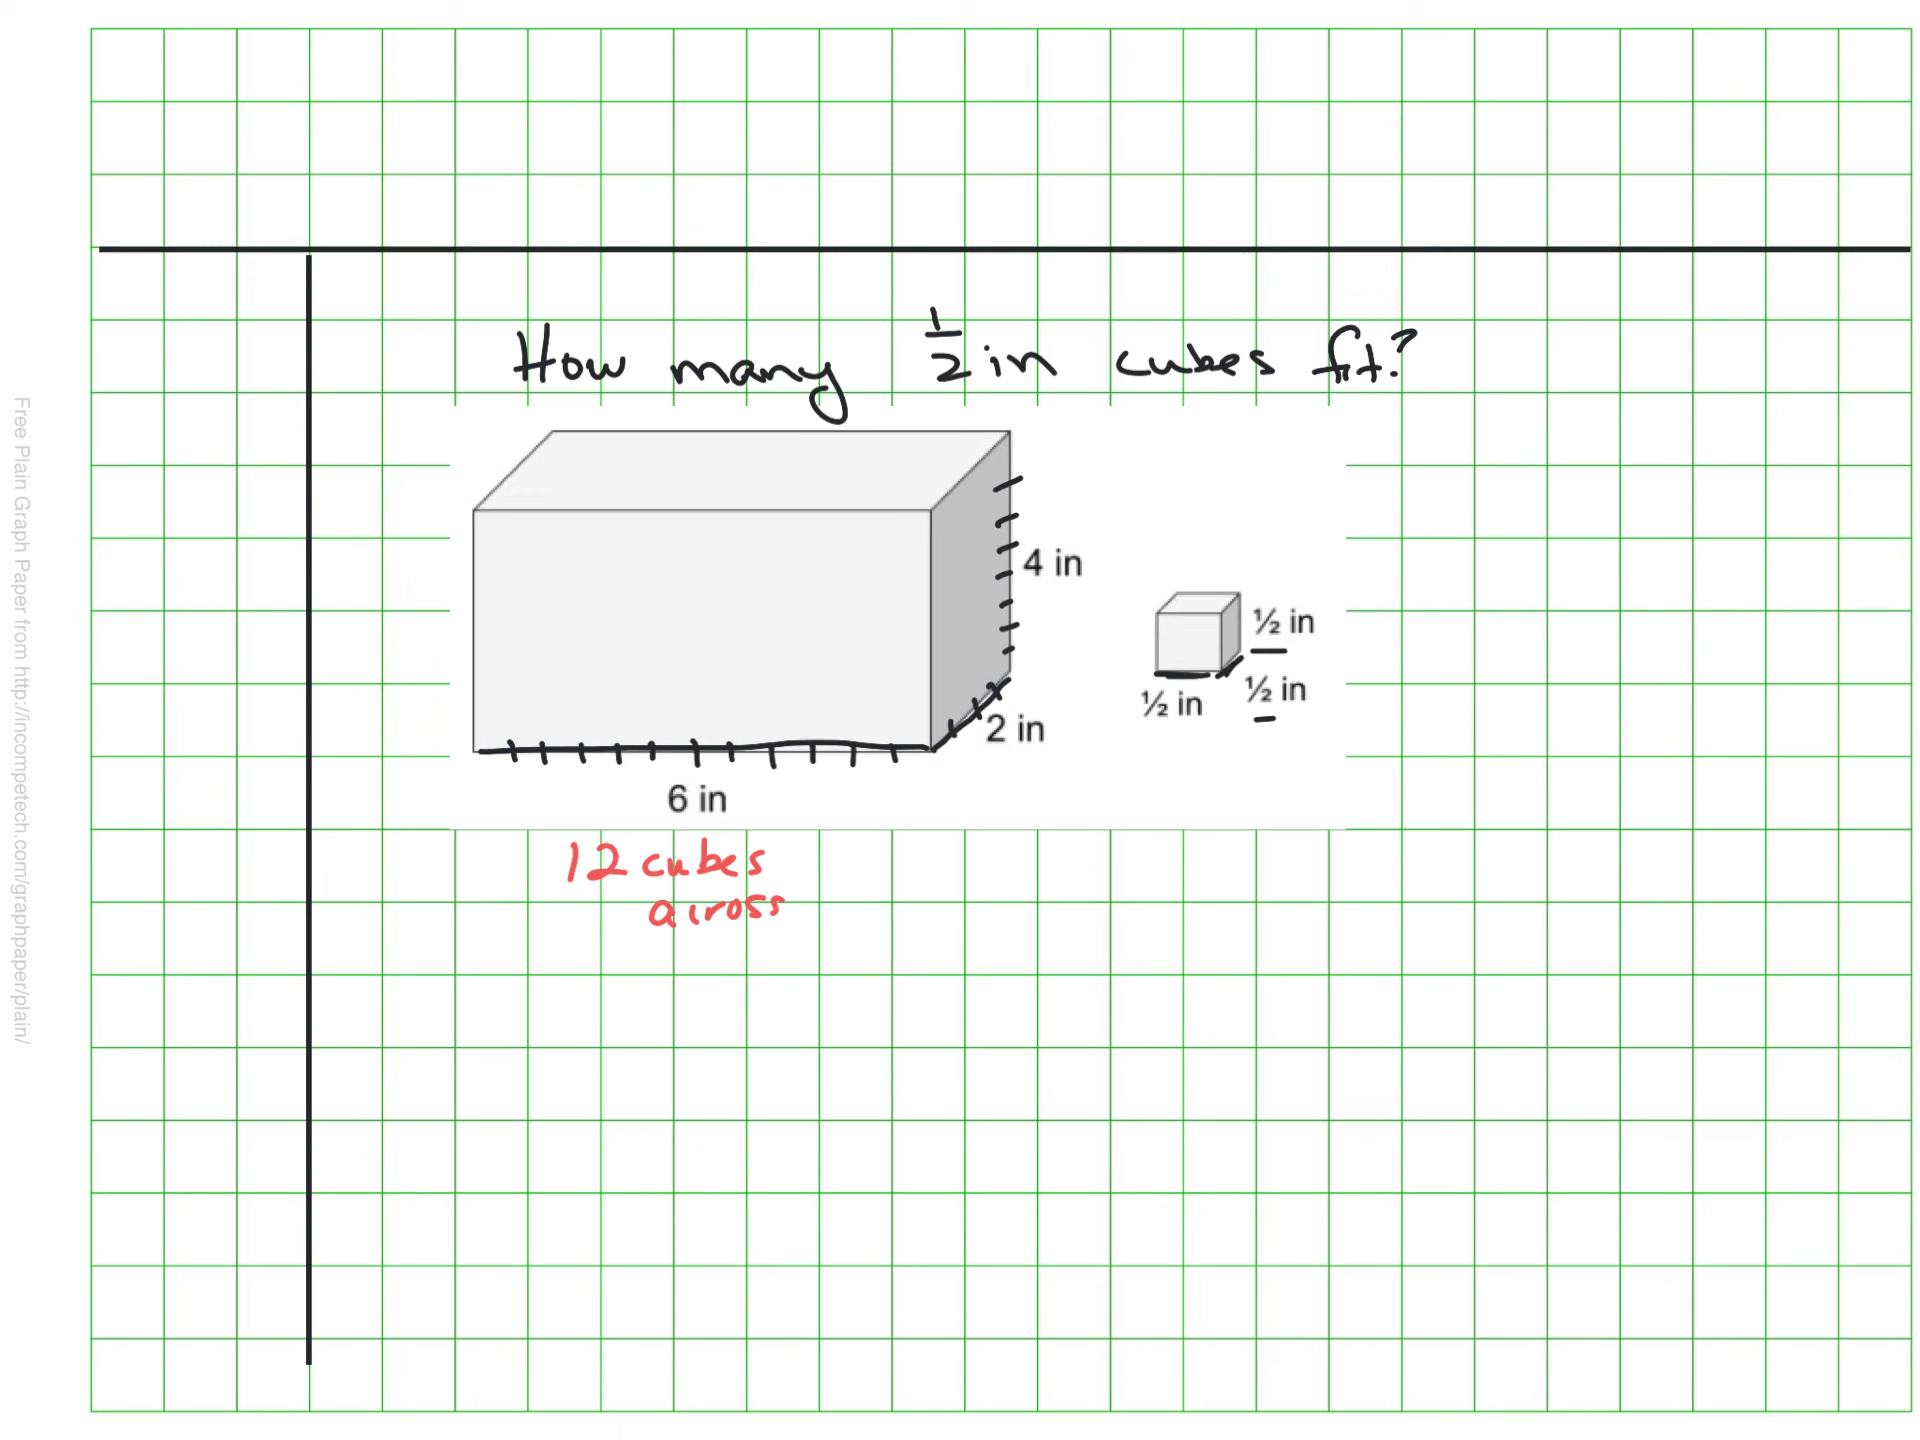 How many 1/2 in cubes fit?
4 in
½ in
½ in
½ in
2 in
6 in
12 cubes
across
Free Plain Graph Paper from http://incompetech.com/graphpaper/plain/